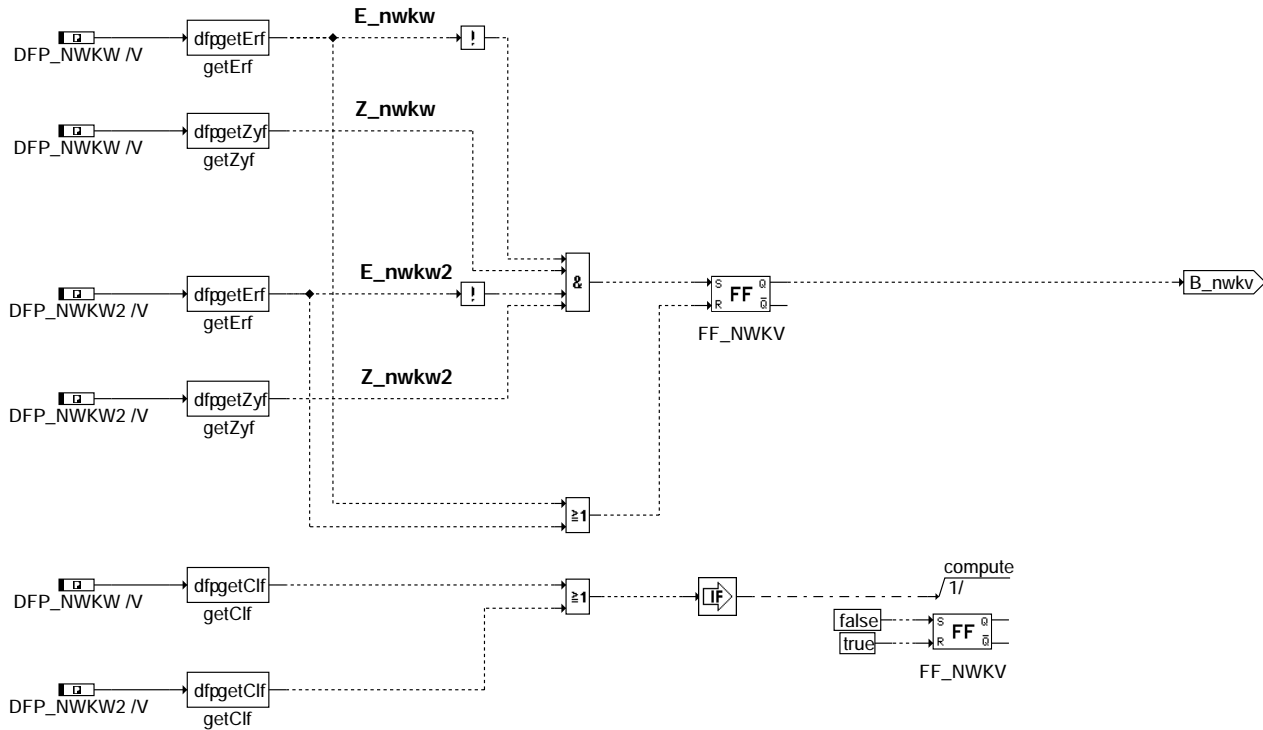 E_nwkw
dfpgetErf
!
DFP_NWKW /V
getErf
Z_nwkw
dfpgetZyf
DFP_NWKW /V
getZyf
E_nwkw2
&
dfpgetErf
!
S Q
FF
R Q
B_nwkv
DFP_NWKW2 /V
getErf
FF_NWKV
Z_nwkw2
dfpgetZyf
DFP_NWKW2 /V
getZyf
≥1
compute
dfpgetClf
≥1
IF
1/
DFP_NWKW /V
getClf
false
S Q
FF
true
R Q
FF_NWKV
dfpgetClf
DFP_NWKW2 /V
getClf